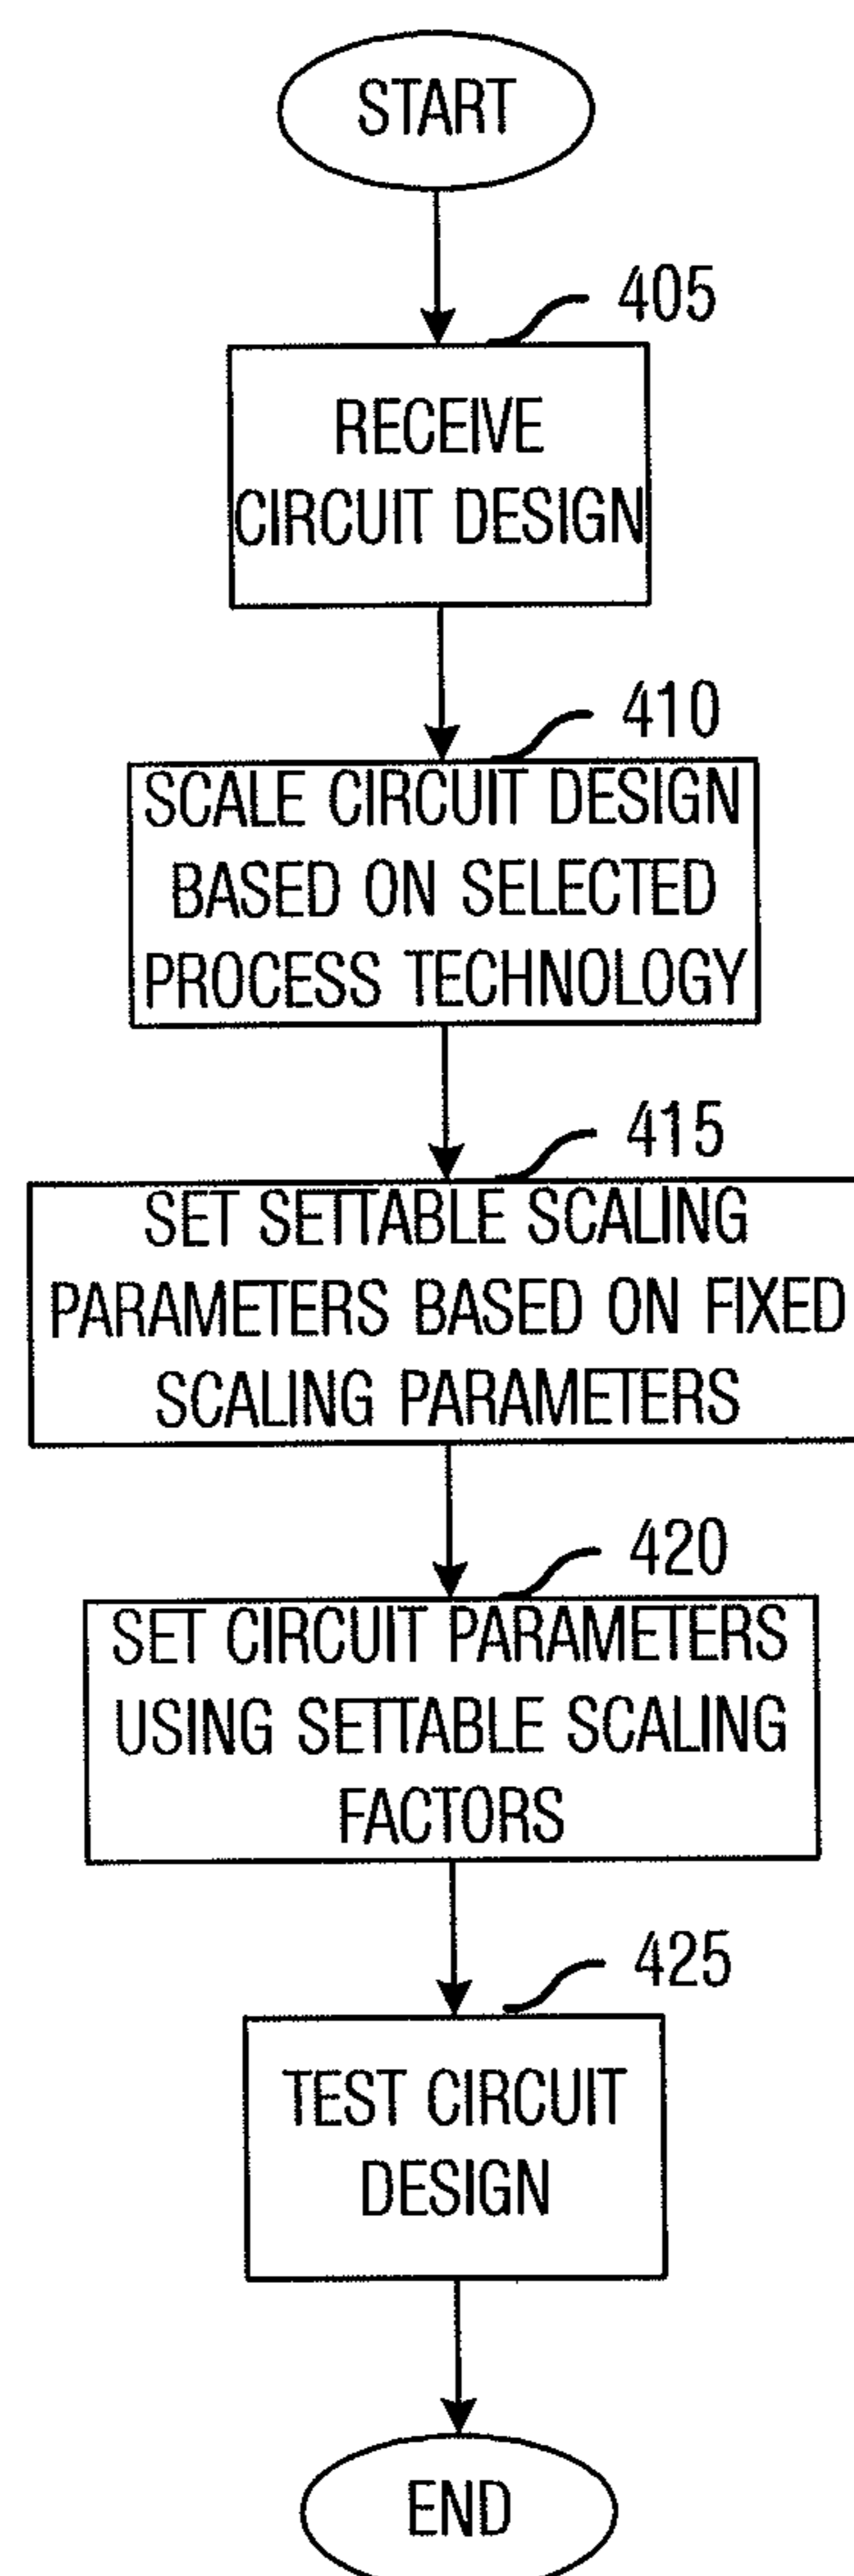 START
405
RECEIVE
CIRCUIT DESIGN
410
SCALE CIRCUIT DESIGN
BASED ON SELECTED
PROCESS TECHNOLOGY
415
SET SETTABLE SCALING
PARAMETERS BASED ON FIXED
SCALING PARAMETERS
420
SET CIRCUIT PARAMETERS
USING SETTABLE SCALING
FACTORS
425
TEST CIRCUIT
DESIGN
END